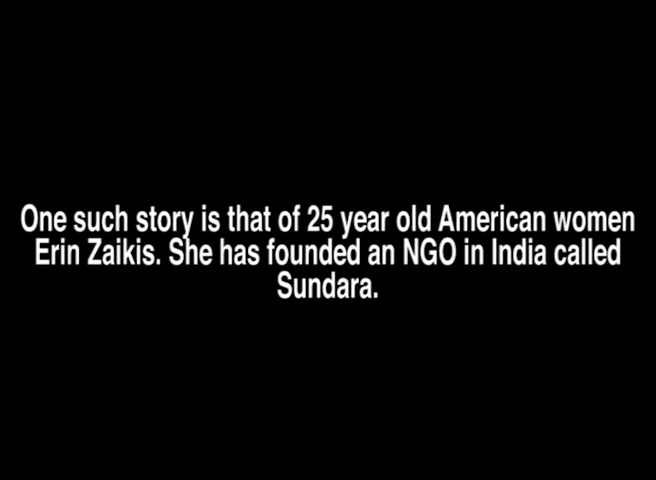 One such story is that of 25 year old American women
Erin Zaikis. She has founded an NGO in India called
Sundara.